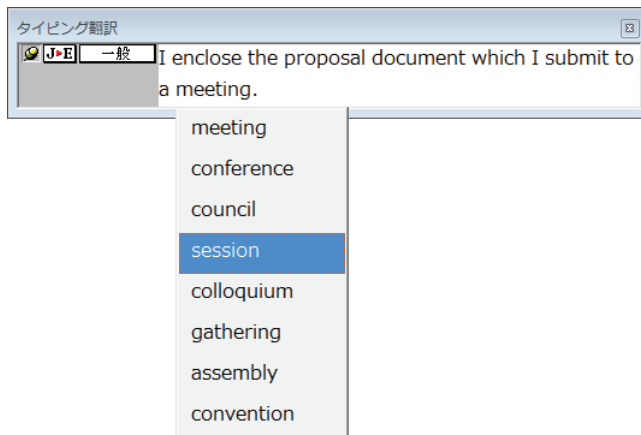 タイピング翻訳
J▸E 一般 I enclose the proposal document which I submit to
a meeting.
meeting
conference
council
session
colloquium
gathering
assembly
convention